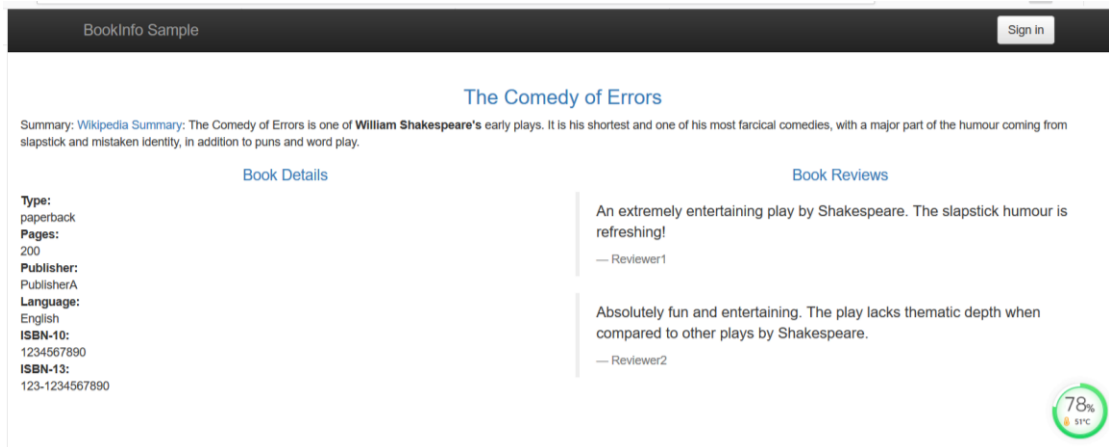 BookInfo Sample
Sign in
The Comedy of Errors
Summary: Wikipedia Summary: The Comedy of Errors is one of William Shakespeare's early plays. It is his shortest and one of his most farcical comedies, with a major part of the humour coming from
slapstick and mistaken identity, in addition to puns and word play.
Book Details
Type:
paperback
Pages:
200
Publisher:
PublisherA
Language:
English
ISBN-10:
1234567890
ISBN-13:
123-1234567890
Book Reviews
An extremely entertaining play by Shakespeare. The slapstick humour is
refreshing!
— Reviewer1
Absolutely fun and entertaining. The play lacks thematic depth when
compared to other plays by Shakespeare.
— Reviewer2
78%
51°C